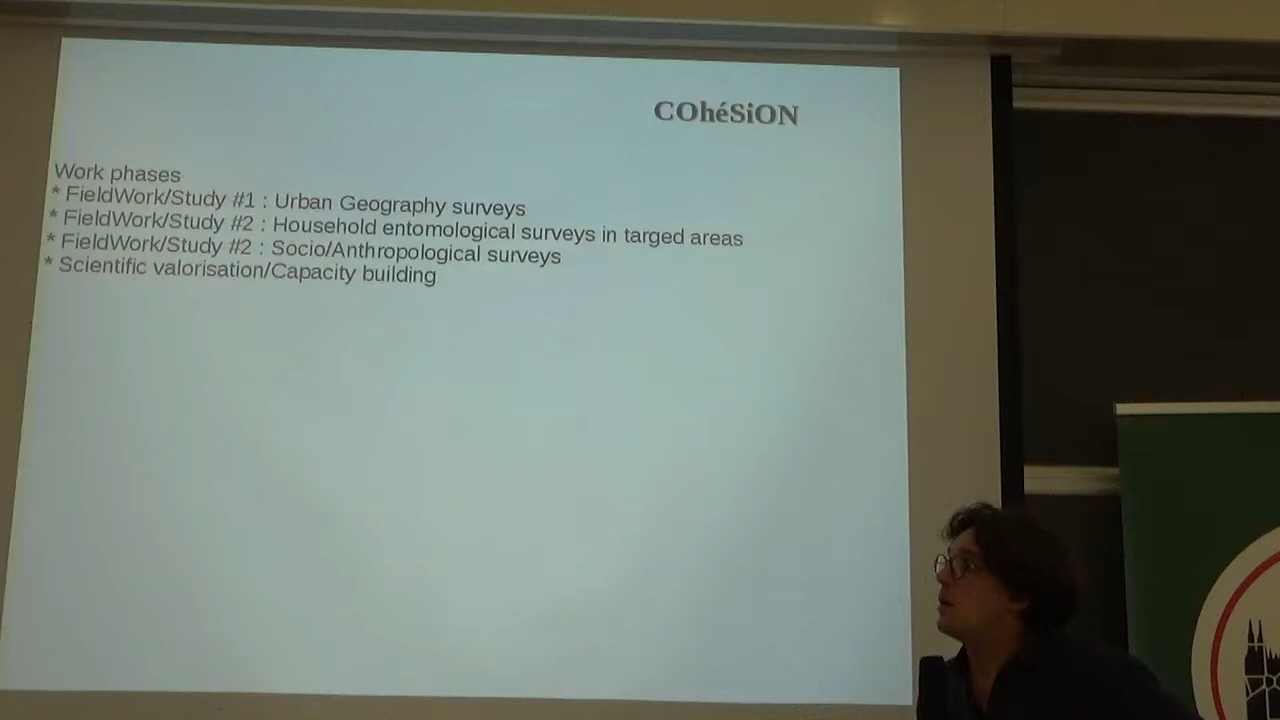 COhéSiON
Work phases
* FieldWork/Study #1 : Urban Geography surveys
* FieldWork/Study #2 : Household entomological surveys in targed areas
* FieldWork/Study #2 : Socio/Anthropological surveys
* Scientific valorisation/Capacity building